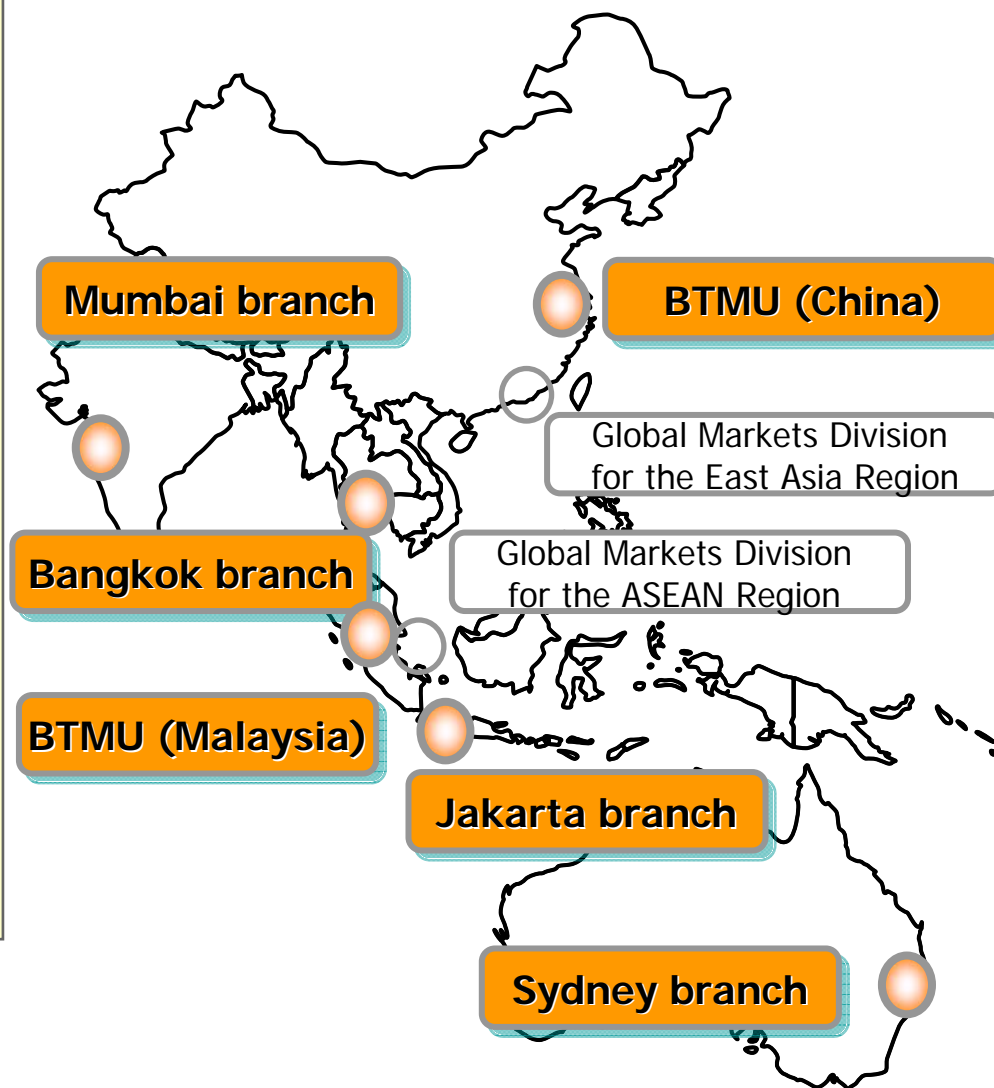 Mumbai branch
BTMU (China)
Global Markets Division
for the East Asia Region
Global Markets Division
for the ASEAN Region
Bangkok branch
BTMU (Malaysia)
Jakarta branch
Sydney branch